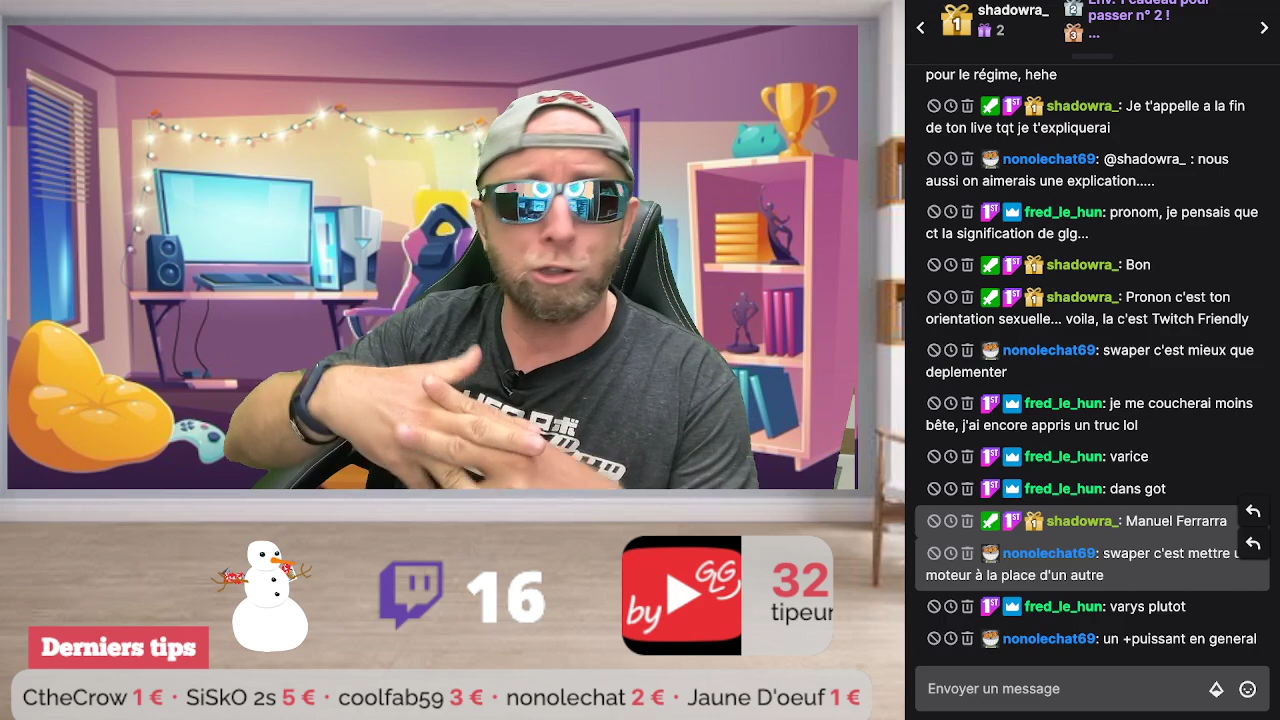 shadowra_
2
Env. 1 cadeau pour
passer n° 2 !
...
1
2
3
pour le régime, hehe
shadowra_: Je t'appelle a la fin
de ton live tqt je t'expliquerai
nonolechat69: @shadowra_ : nous
aussi on aimerais une explication.....
fred_le_hun: pronom, je pensais que
ct la signification de glg...
shadowra_: Bon
shadowra_: Pronon c'est ton
orientation sexuelle... voila, la c'est Twitch Friendly
nonolechat69: swaper c'est mieux que
deplementer
fred_le_hun: je me coucherai moins
bête, j'ai encore appris un truc lol
fred_le_hun: varice
fred_le_hun: dans got
shadowra_: Manuel Ferrarra
nonolechat69: swaper c'est mettre
moteur à la place d'un autre
fred_le_hun: varys plutot
nonolechat69: un +puissant en general
Envoyer un message
16
by GLG
32
tipeur
Derniers tips
CtheCrow 1 € · SiSkO 2s 5 € · coolfab59 3 € · nonolechat 2 € · Jaune D'oeuf 1 €